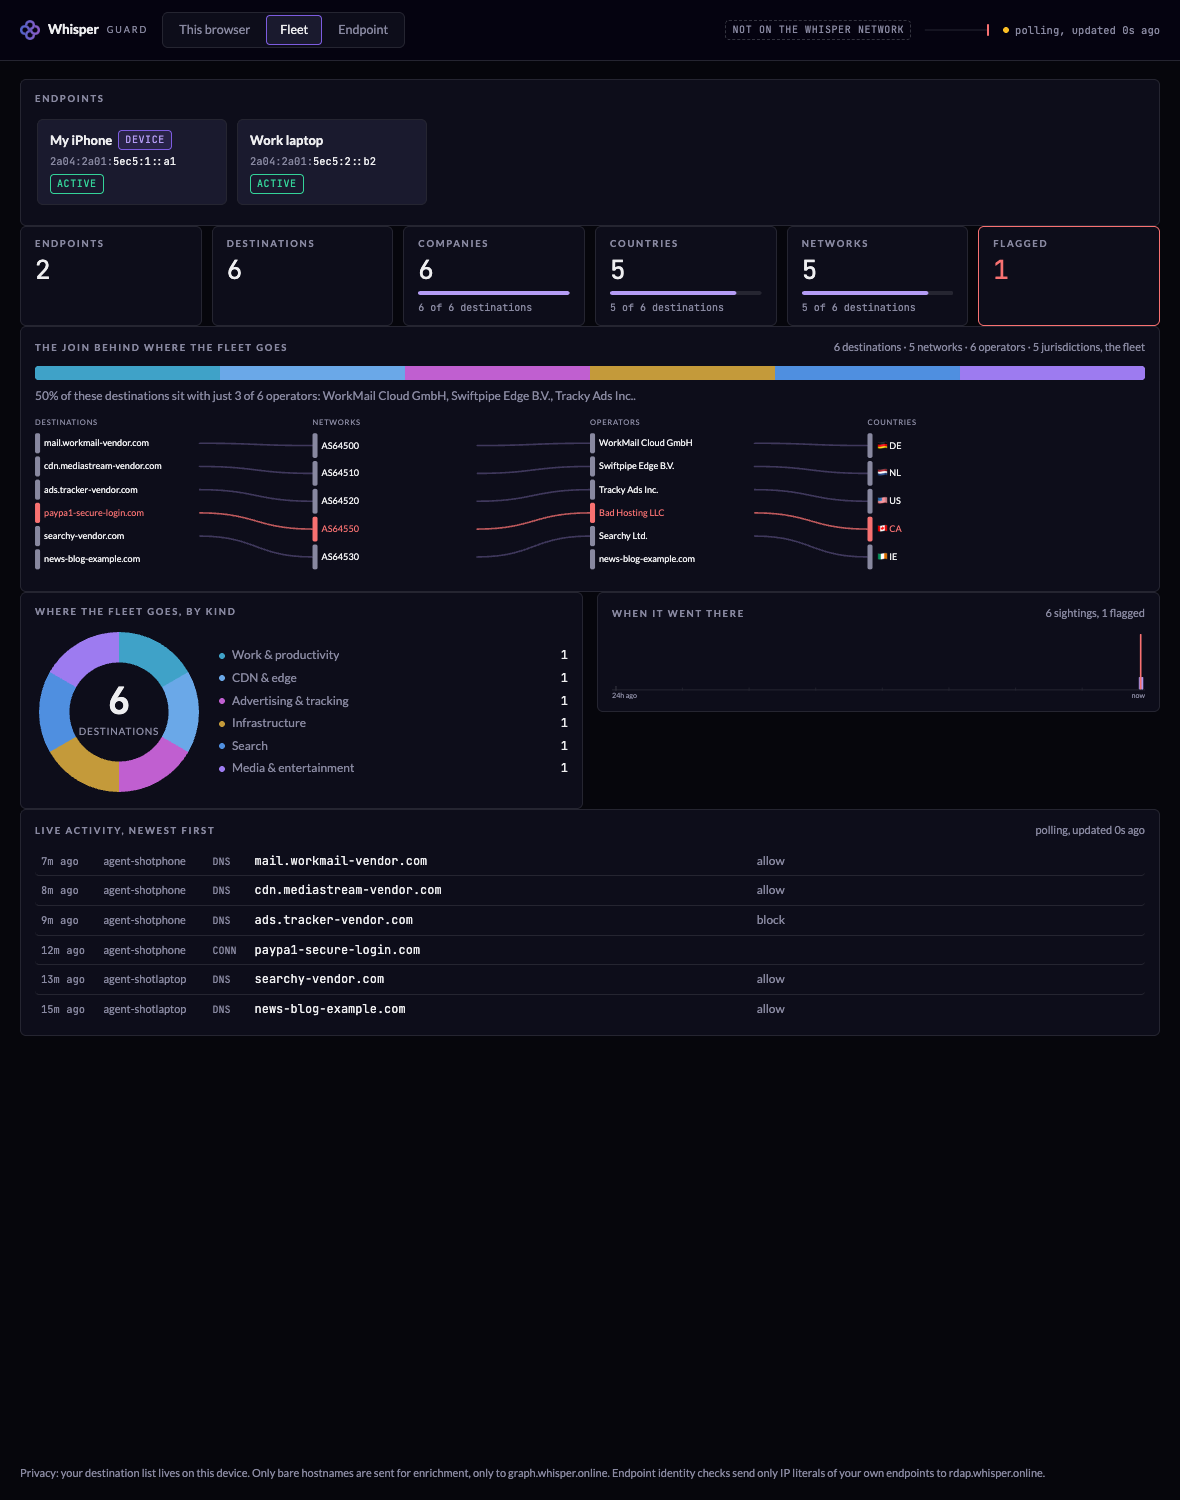 Whisper GUARD This browser Fleet Endpoint NOT ON THE WHISPER NETWORK polling, updated 0s ago
ENDPOINTS
My iPhone DEVICE
2a04:2a01:5ec5:1::a1
ACTIVE
Work laptop
2a04:2a01:5ec5:2::b2
ACTIVE
ENDPOINTS
2
DESTINATIONS
6
COMPANIES
6
6 of 6 destinations
COUNTRIES
5
5 of 6 destinations
NETWORKS
5
5 of 6 destinations
FLAGGED
1
THE JOIN BEHIND WHERE THE FLEET GOES
6 destinations · 5 networks · 6 operators · 5 jurisdictions, the fleet
50% of these destinations sit with just 3 of 6 operators: WorkMail Cloud GmbH, Swiftpipe Edge B.V., Tracky Ads Inc..
DESTINATIONS
mail.workmail-vendor.com
cdn.mediastream-vendor.com
ads.tracker-vendor.com
paypa1-secure-login.com
searchy-vendor.com
news-blog-example.com
NETWORKS
AS64500
AS64510
AS64520
AS64550
AS64530
OPERATORS
WorkMail Cloud GmbH
Swiftpipe Edge B.V.
Tracky Ads Inc.
Bad Hosting LLC
Searchy Ltd.
news-blog-example.com
COUNTRIES
DE
NL
US
CA
IE
WHERE THE FLEET GOES, BY KIND
6
DESTINATIONS
Work & productivity 1
CDN & edge 1
Advertising & tracking 1
Infrastructure 1
Search 1
Media & entertainment 1
WHEN IT WENT THERE
6 sightings, 1 flagged
24h ago
now
LIVE ACTIVITY, NEWEST FIRST
polling, updated 0s ago
7m ago agent-shotphone DNS mail.workmail-vendor.com allow
8m ago agent-shotphone DNS cdn.mediastream-vendor.com allow
9m ago agent-shotphone DNS ads.tracker-vendor.com block
12m ago agent-shotphone CONN paypa1-secure-login.com
13m ago agent-shotlaptop DNS searchy-vendor.com allow
15m ago agent-shotlaptop DNS news-blog-example.com allow
Privacy: your destination list lives on this device. Only bare hostnames are sent for enrichment, only to graph.whisper.online. Endpoint identity checks send only IP literals of your own endpoints to rdap.whisper.online.